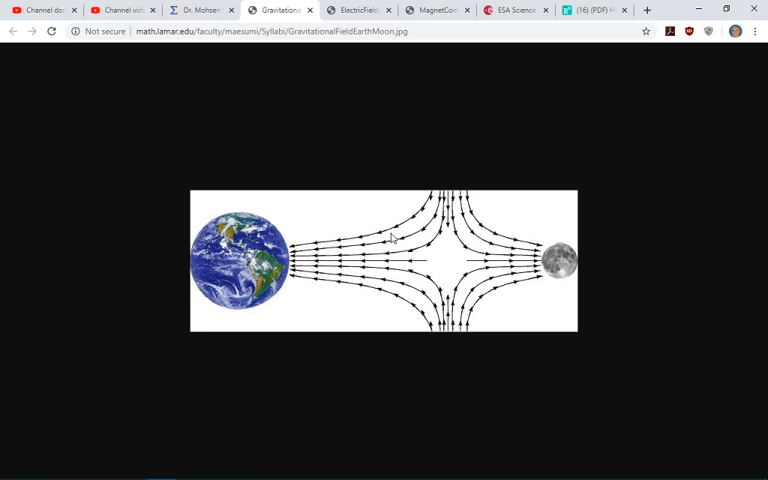 Channel das
Channel vide
Dr. Mohsen
Gravitationa
ElectricField.
MagnetCom
ESA Science
(16) (PDF) H
Not secure | math.lamar.edu/faculty/maesumi/Syllabi/GravitationalFieldEarthMoon.jpg